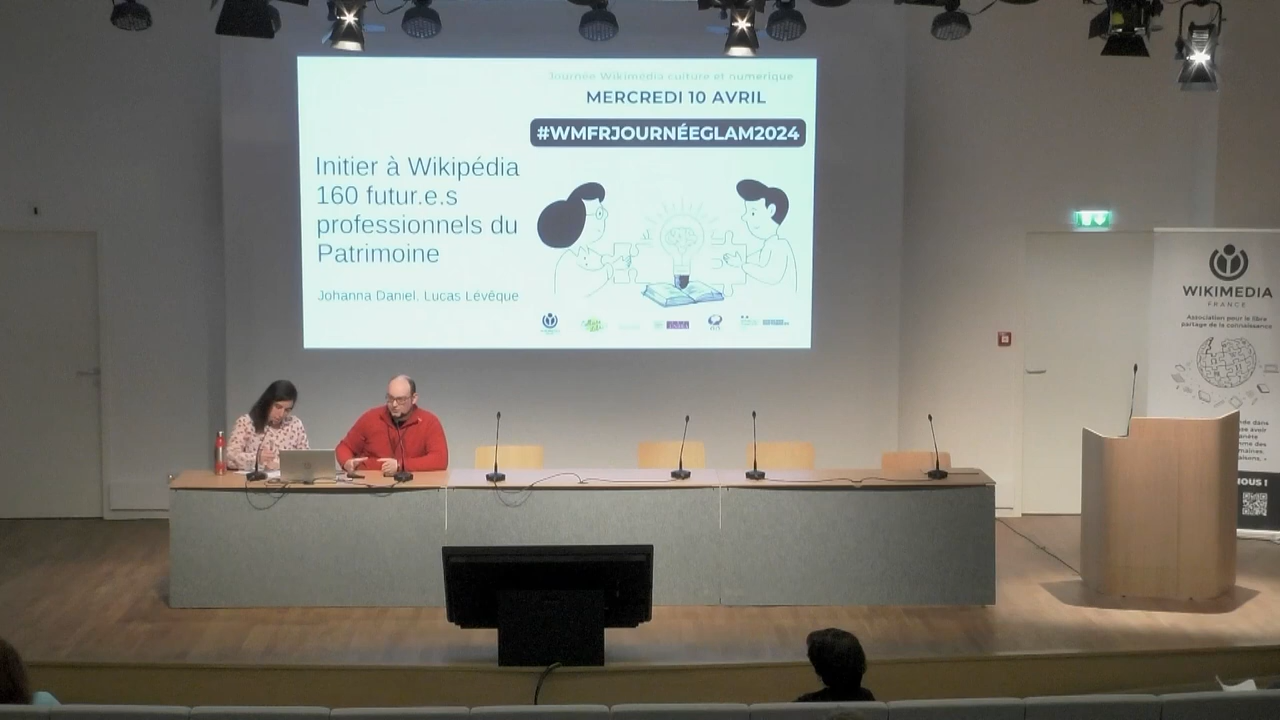 Journée Wikimédia culture et numérique
MERCREDI 10 AVRIL
#WMFRJOURNÉEGLAM2024
Initier à Wikipédia
160 futur.e.s
professionnels du
Patrimoine
Johanna Daniel, Lucas Lévêque
WIKIMEDIA
FRANCE
Association pour le libre
partage de la connaissance